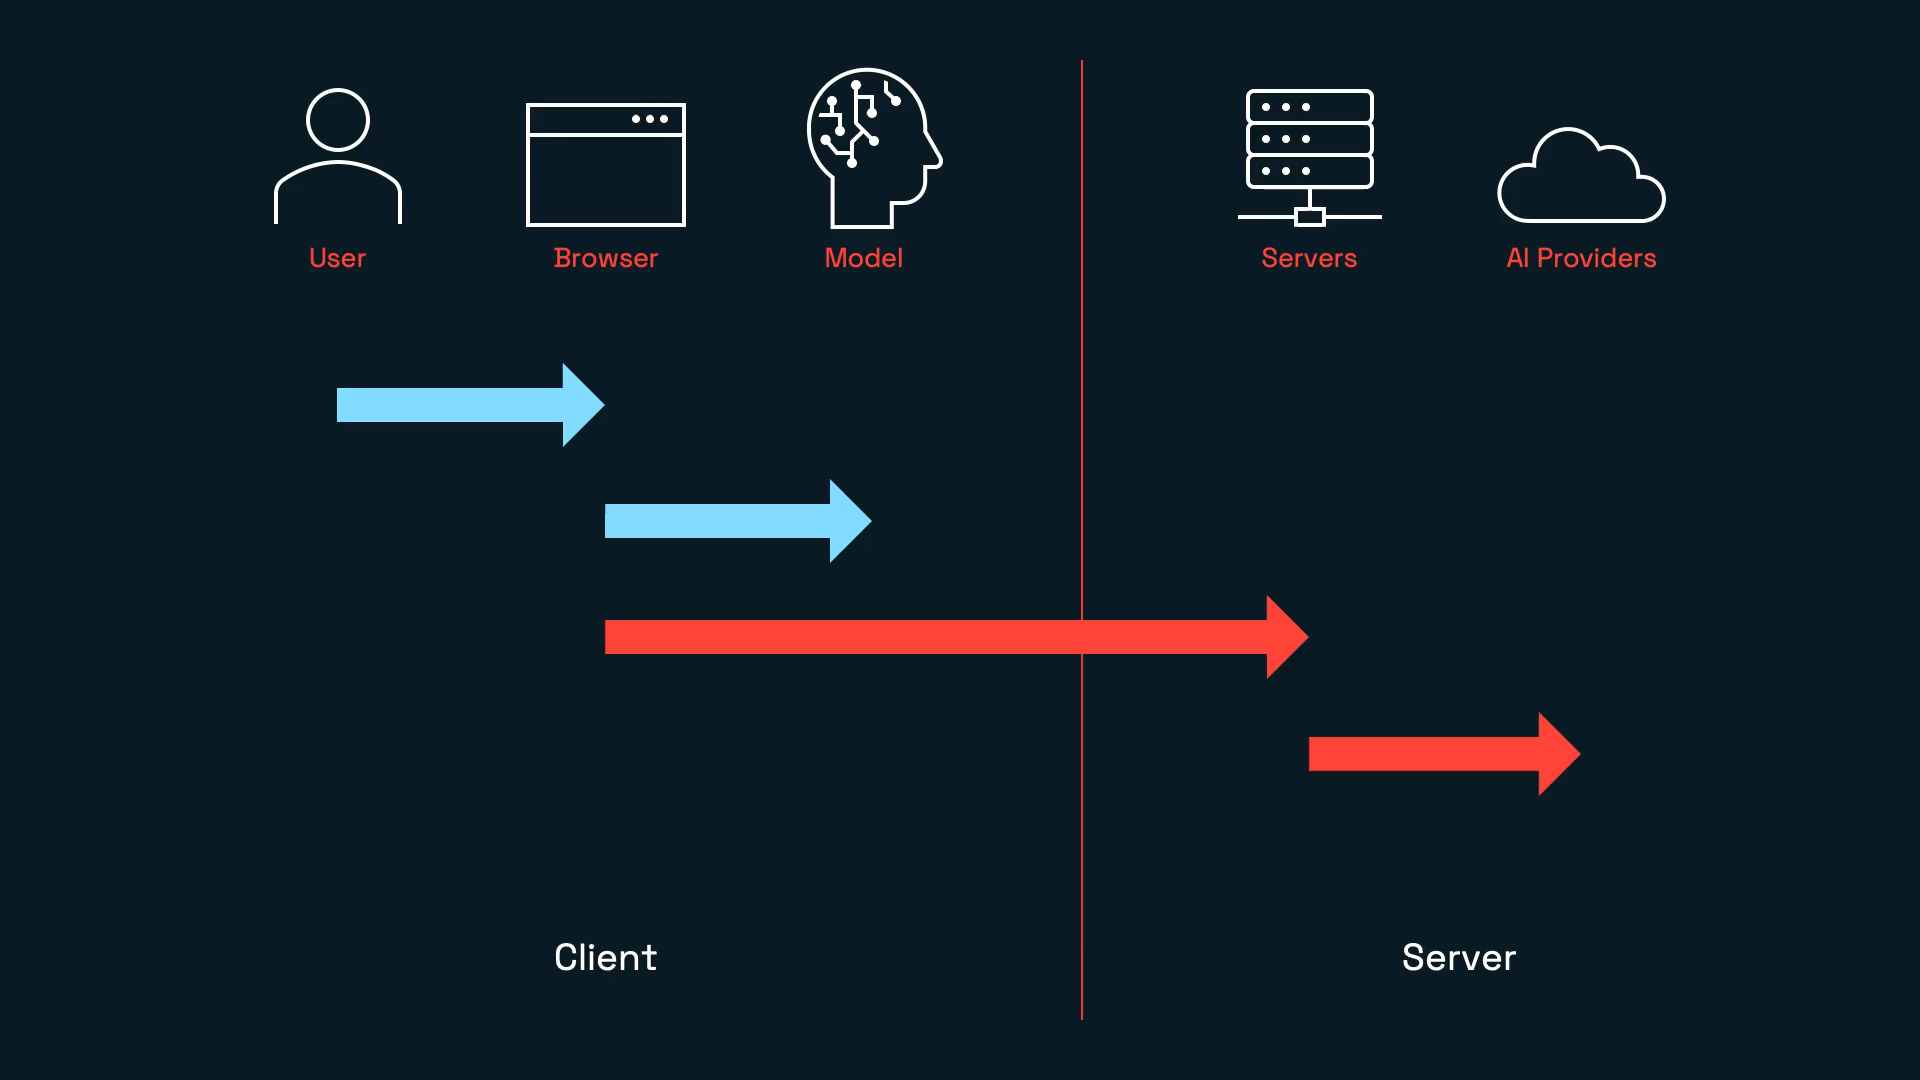 User
Browser
Model
Servers
AI Providers
Client
Server